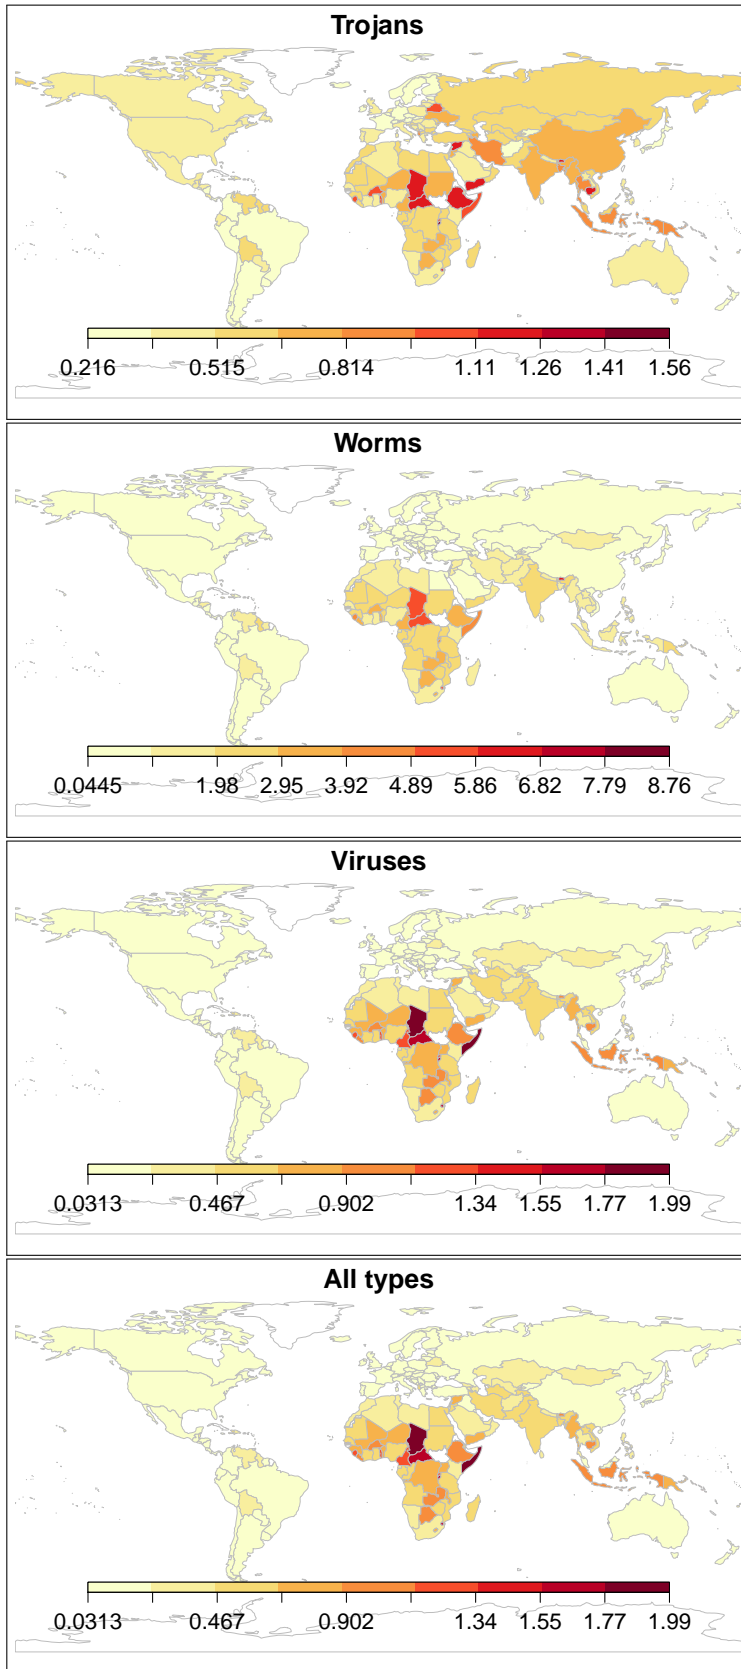 Trojans
0.216 0.515 0.814 1.11 1.26 1.41 1.56
Worms
0.0445 1.98 2.95 3.92 4.89 5.86 6.82 7.79 8.76
Viruses
0.0313 0.467 0.902 1.34 1.55 1.77 1.99
All types
0.0313 0.467 0.902 1.34 1.55 1.77 1.99